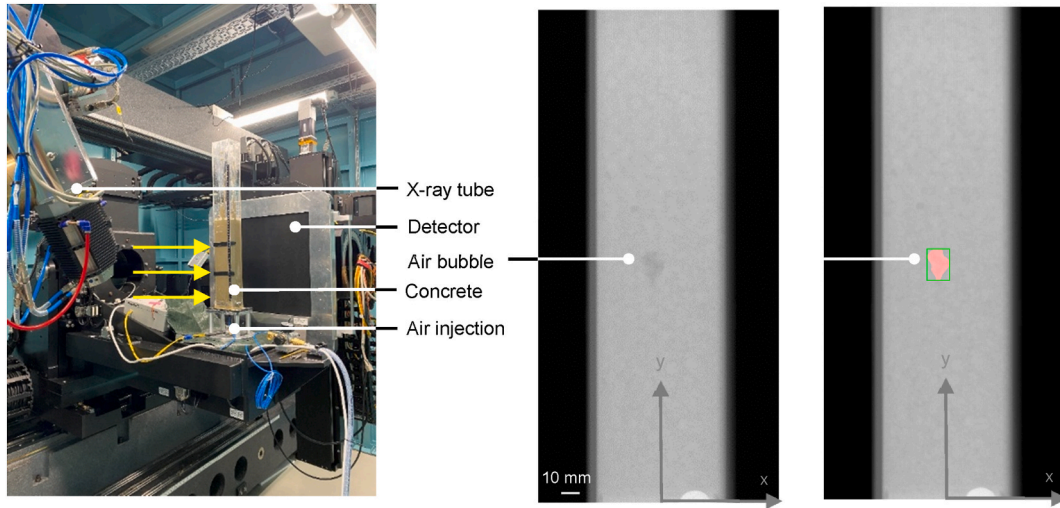 X-ray tube
Detector
Air bubble
Concrete
Air injection
y
x
10 mm
y
x